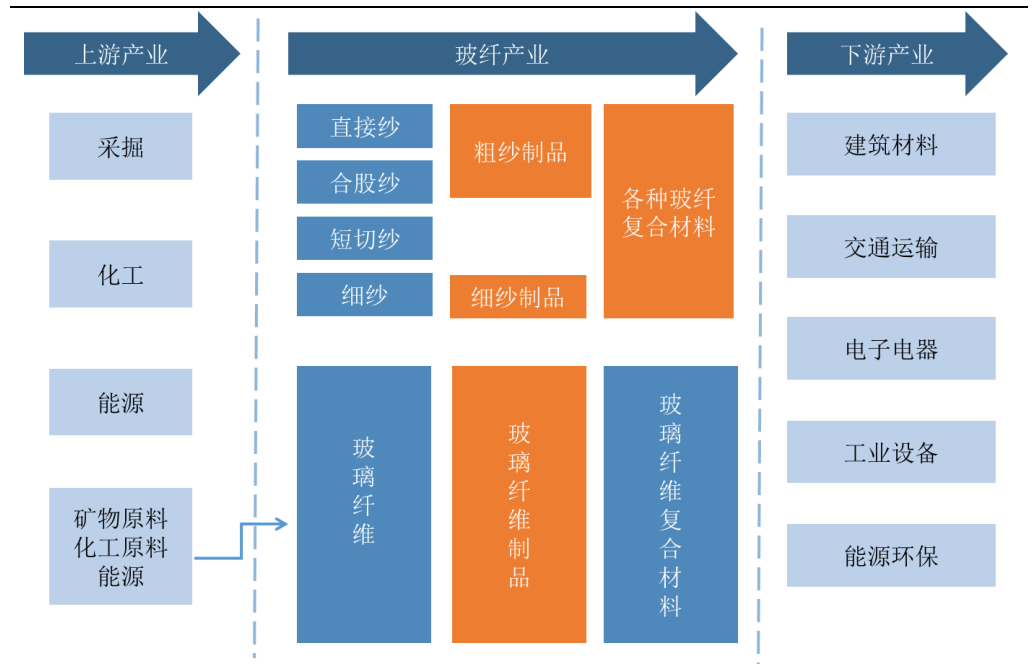 上游产业
玻纤产业
下游产业
采掘
化工
能源
矿物原料
化工原料
能源
直接纱
合股纱
短切纱
细纱
粗纱制品
细纱制品
各种玻纤
复合材料
玻璃纤维
玻璃纤维制品
玻璃纤维复合材料
建筑材料
交通运输
电子电器
工业设备
能源环保